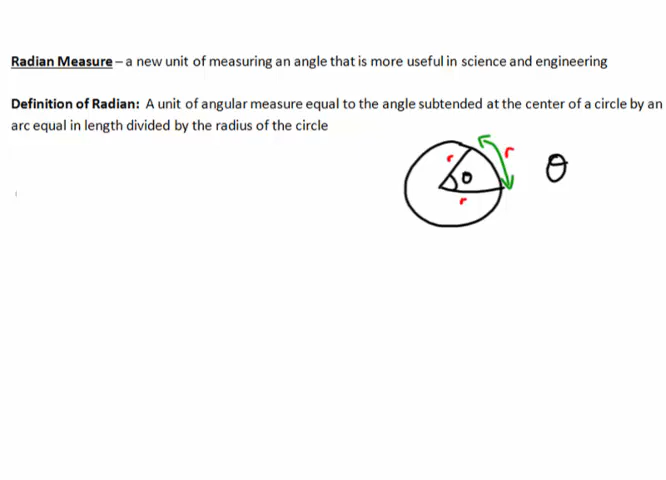 Radian Measure – a new unit of measuring an angle that is more useful in science and engineering
Definition of Radian: A unit of angular measure equal to the angle subtended at the center of a circle by an
arc equal in length divided by the radius of the circle
r
r
θ
θ
r